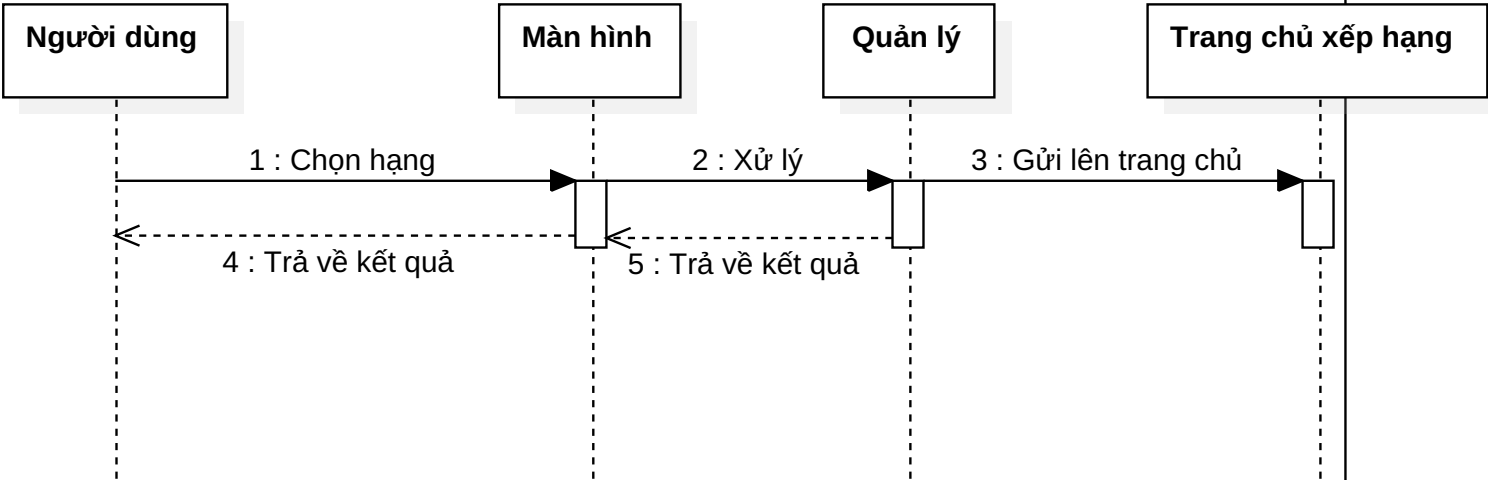 Người dùng
Màn hình
Quản lý
Trang chủ xếp hạng
1 : Chọn hạng
2 : Xử lý
3 : Gửi lên trang chủ
4 : Trả về kết quả
5 : Trả về kết quả